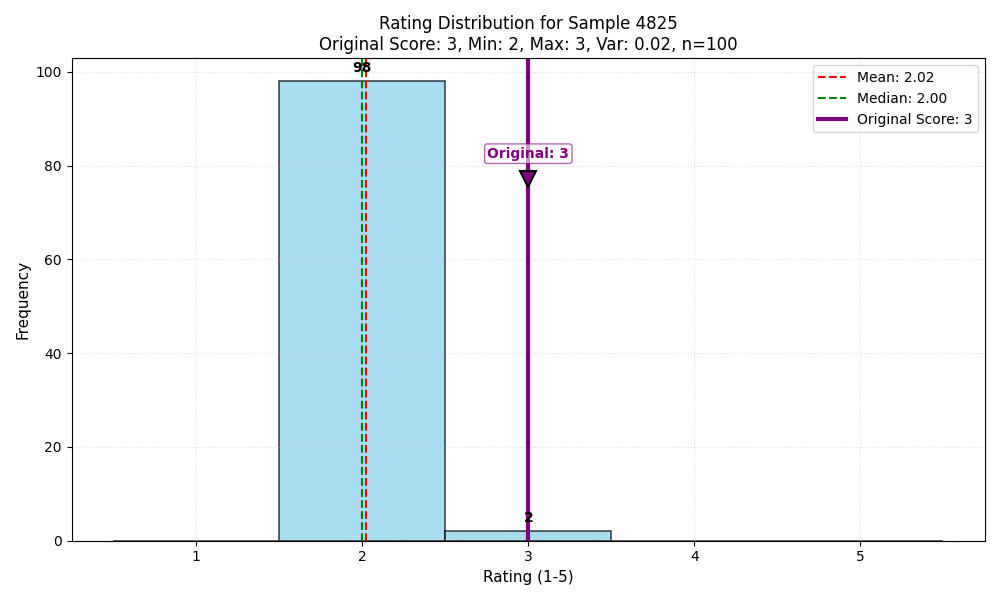 Rating Distribution for Sample 4825
Original Score: 3, Min: 2, Max: 3, Var: 0.02, n=100
Mean: 2.02
Median: 2.00
Original Score: 3
98
Original: 3
2
Frequency
100
80
60
40
20
0
1 2 3 4 5
Rating (1-5)